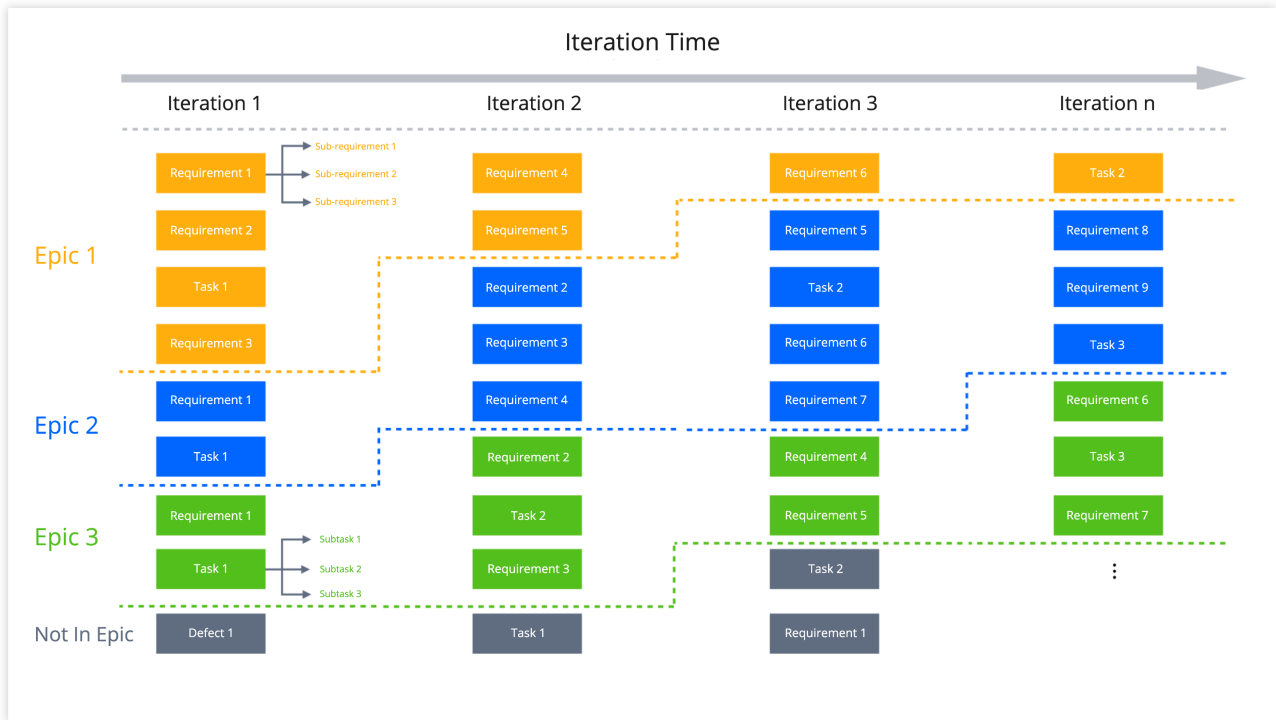 Iteration Time
Iteration 1
Iteration 2
Iteration 3
Iteration n
Sub-requirement 1
Requirement 1
Sub-requirement 2
Requirement 4
Requirement 6
Task 2
Sub-requirement 3
Requirement 2
Requirement 5
Requirement 5
Requirement 8
Epic 1
Task 1
Requirement 2
Task 2
Requirement 9
Requirement 3
Requirement 3
Requirement 6
Task 3
Requirement 1
Requirement 4
Requirement 7
Requirement 6
Epic 2
Task 1
Requirement 2
Requirement 4
Task 3
Requirement 1
Task 2
Requirement 5
Requirement 7
Epic 3
Subtask 1
Task 1
Subtask 2
Requirement 3
Task 2
Subtask 3
Not In Epic
Defect 1
Task 1
Requirement 1